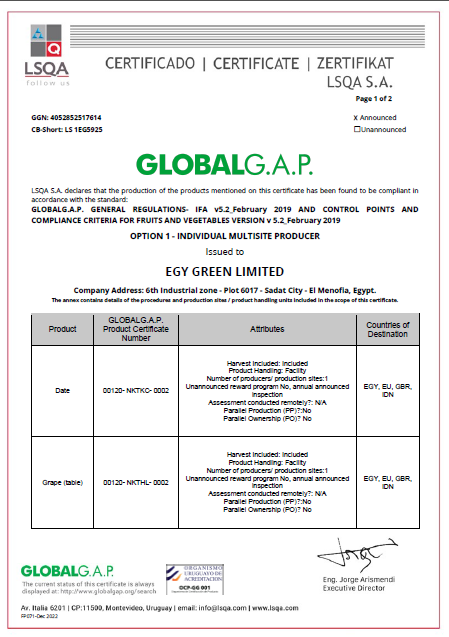 LSQA
follow us
CERTIFICADO | CERTIFICATE | ZERTIFIKAT
LSQA S.A.
Page 1 of 2
GGN: 4052852517614
X Announced
CB-Short: LS 1EG5925
☐Unannounced
GLOBALG.A.P.
LSQA S.A. declares that the production of the products mentioned on this certificate has been found to be compliant in
accordance with the standard:
GLOBALG.A.P. GENERAL REGULATIONS- IFA v5.2_February 2019 AND CONTROL POINTS AND
COMPLIANCE CRITERIA FOR FRUITS AND VEGETABLES VERSION v 5.2_February 2019
OPTION 1 - INDIVIDUAL MULTISITE PRODUCER
Issued to
EGY GREEN LIMITED
Company Address: 6th Industrial zone - Plot 6017 - Sadat City - El Menofia, Egypt.
The annex contains details of the procedures and production sites / product handling units included in the scope of this certificate.
Product
GLOBALG.A.P.
Product Certificate
Number
Attributes
Countries of
Destination
Date
00120- NKTKC- 0002
Harvest Included: Included
Product Handling: Facility
Number of producers/ production sites:1
Unannounced reward program No, annual announced
inspection
Assessment conducted remotely?: N/A
Parallel Production (PP)?:No
Parallel Ownership (PO)? No
EGY, EU, GBR,
IDN
Grape (table)
00120- NKTHL- 0002
Harvest Included: Included
Product Handling: Facility
Number of producers/ production sites:1
Unannounced reward program No, annual announced
inspection
Assessment conducted remotely?: N/A
Parallel Production (PP)?:No
Parallel Ownership (PO)? No
EGY, EU, GBR,
IDN
GLOBALG.A.P.
The current status of this certificate is always
displayed at: http://www.globalgap.org/search
ORGANISMO
URUGUAYO DE
ACREDITACION
OCP-GG 001
Eng. Jorge Arismendi
Executive Director
Av. Italia 6201 | CP:11500, Montevideo, Uruguay | email: info@lsqa.com | www.lsqa.com
FP071-Dec 2022